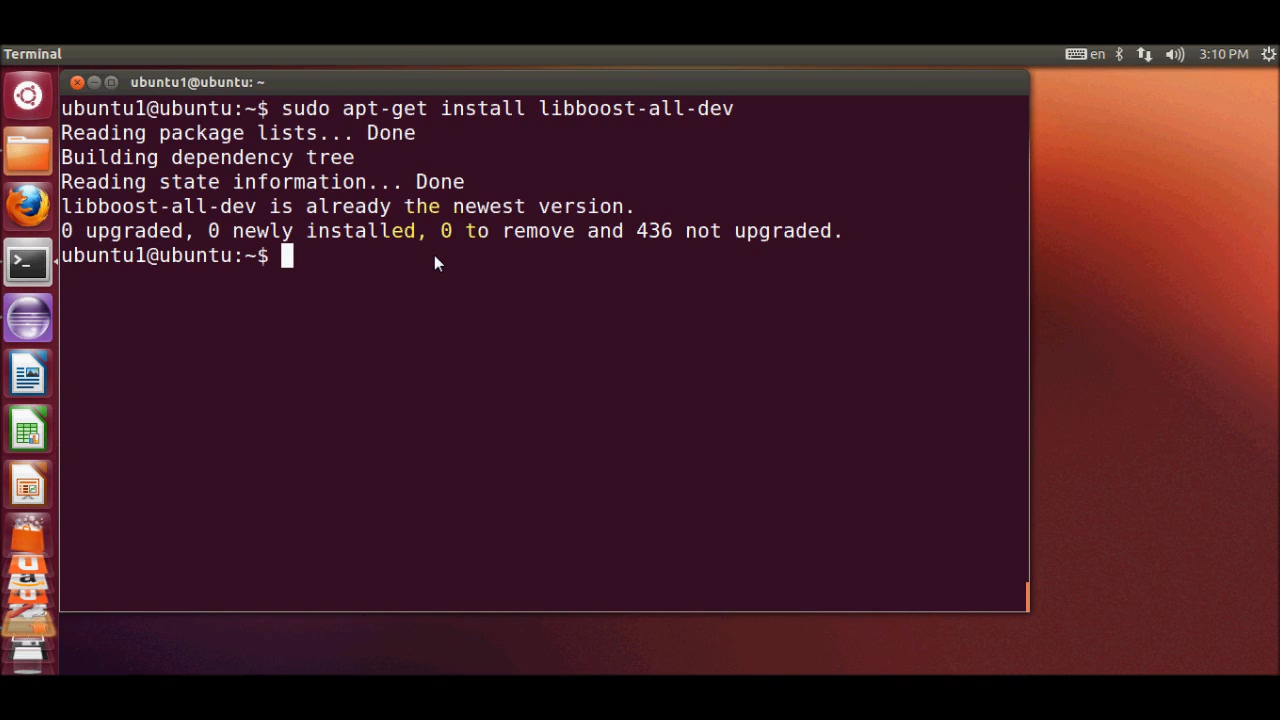 Terminal
en
3:10 PM
ubuntu1@ubuntu: ~
ubuntu1@ubuntu:~$ sudo apt-get install libboost-all-dev
Reading package lists... Done
Building dependency tree
Reading state information... Done
libboost-all-dev is already the newest version.
0 upgraded, 0 newly installed, 0 to remove and 436 not upgraded.
ubuntu1@ubuntu:~$